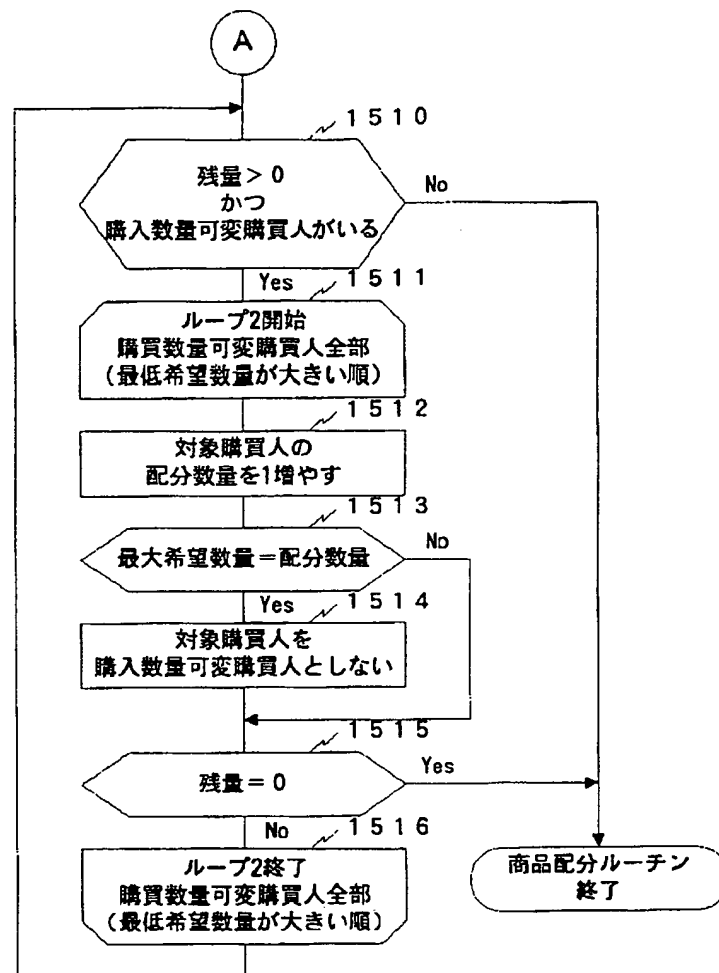 A
1510
残量>0
かつ
購入数量可変購買人がいる
No
Yes
1511
ループ2開始
購買数量可変購買人全部
(最低希望数量が大きい順)
1512
対象購買人の
配分数量を1増やす
1513
最大希望数量=配分数量
No
Yes
1514
対象購買人を
購入数量可変購買人としない
1515
残量=0
Yes
No
1516
ループ2終了
購買数量可変購買人全部
(最低希望数量が大きい順)
商品配分ルーチン
終了